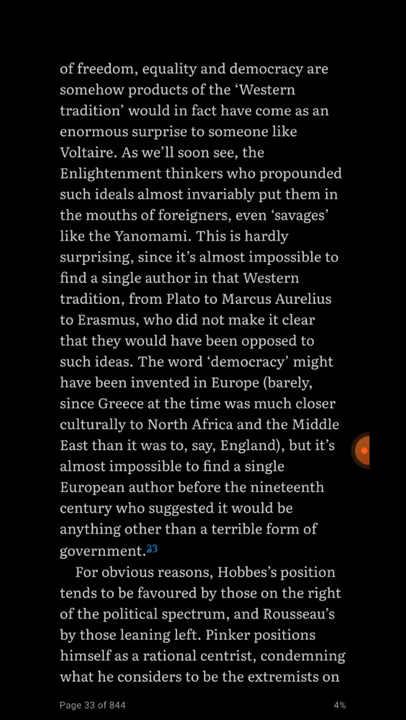 of freedom, equality and democracy are
somehow products of the ‘Western
tradition’ would in fact have come as an
enormous surprise to someone like
Voltaire. As we’ll soon see, the
Enlightenment thinkers who propounded
such ideals almost invariably put them in
the mouths of foreigners, even ‘savages’
like the Yanomami. This is hardly
surprising, since it’s almost impossible to
find a single author in that Western
tradition, from Plato to Marcus Aurelius
to Erasmus, who did not make it clear
that they would have been opposed to
such ideas. The word ‘democracy’ might
have been invented in Europe (barely,
since Greece at the time was much closer
culturally to North Africa and the Middle
East than it was to, say, England), but it’s
almost impossible to find a single
European author before the nineteenth
century who suggested it would be
anything other than a terrible form of
government.23
For obvious reasons, Hobbes’s position
tends to be favoured by those on the right
of the political spectrum, and Rousseau’s
by those leaning left. Pinker positions
himself as a rational centrist, condemning
what he considers to be the extremists on
Page 33 of 844 4%